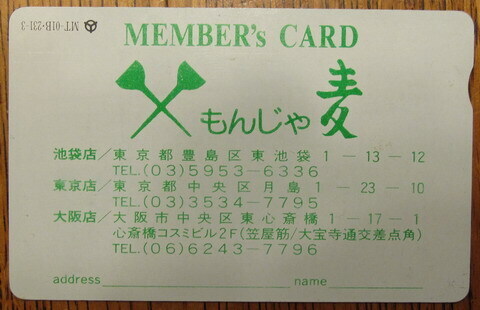 MT 01B・231-3
MEMBER's CARD
もんじゃ 麦
池袋店/東京都豊島区東池袋1-13-12
TEL.(03)5953-6336
東京店/東京都中央区月島1-23-10
TEL.(03)3534-7795
大阪店/大阪市中央区東心斎橋1-17-1
心斎橋コスミビル2F(笠屋筋/大宝寺通交差点角)
TEL.(06)6243-7796
address name